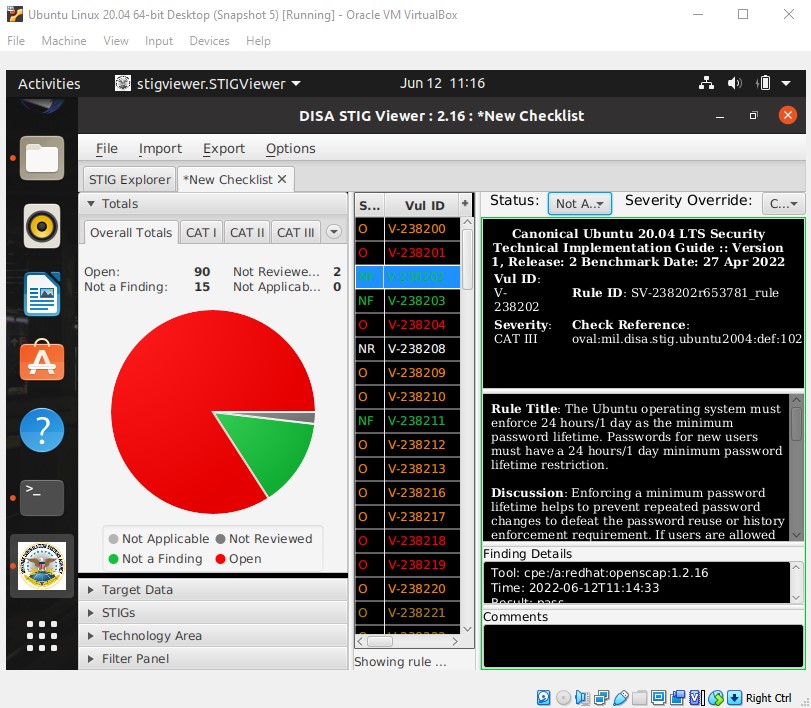 Ubuntu Linux 20.04 64-bit Desktop (Snapshot 5) [Running] - Oracle VM VirtualBox
File Machine View Input Devices Help
Activities stigviewer.STIGViewer Jun 12 11:16
DISA STIG Viewer : 2.16 : *New Checklist
File Import Export Options
STIG Explorer *New Checklist
Totals
Overall Totals CAT I CAT II CAT III
Open: 90 Not Reviewe... 2
Not a Finding: 15 Not Applicab... 0
Not Applicable Not Reviewed
Not a Finding Open
Target Data
STIGs
Technology Area
Filter Panel
S... Vul ID
O V-238200
O V-238201
NF V-238202
NF V-238203
O V-238204
NR V-238208
O V-238209
O V-238210
NF V-238211
O V-238212
O V-238213
O V-238216
O V-238217
O V-238218
O V-238219
O V-238220
O V-238221
Showing rule ...
Status: Not A... Severity Override: C...
Canonical Ubuntu 20.04 LTS Security
Technical Implementation Guide :: Version
1, Release: 2 Benchmark Date: 27 Apr 2022
Vul ID:
V-
238202
Rule ID: SV-238202r653781_rule
Severity:
CAT III
Check Reference:
oval:mil.disa.stig.ubuntu2004:def:102
Rule Title: The Ubuntu operating system must
enforce 24 hours/1 day as the minimum
password lifetime. Passwords for new users
must have a 24 hours/1 day minimum password
lifetime restriction.
Discussion: Enforcing a minimum password
lifetime helps to prevent repeated password
changes to defeat the password reuse or history
enforcement requirement. If users are allowed
Finding Details
Tool: cpe:/a:redhat:openscap:1.2.16
Time: 2022-06-12T11:14:33
Result: pass
Comments
Right Ctrl